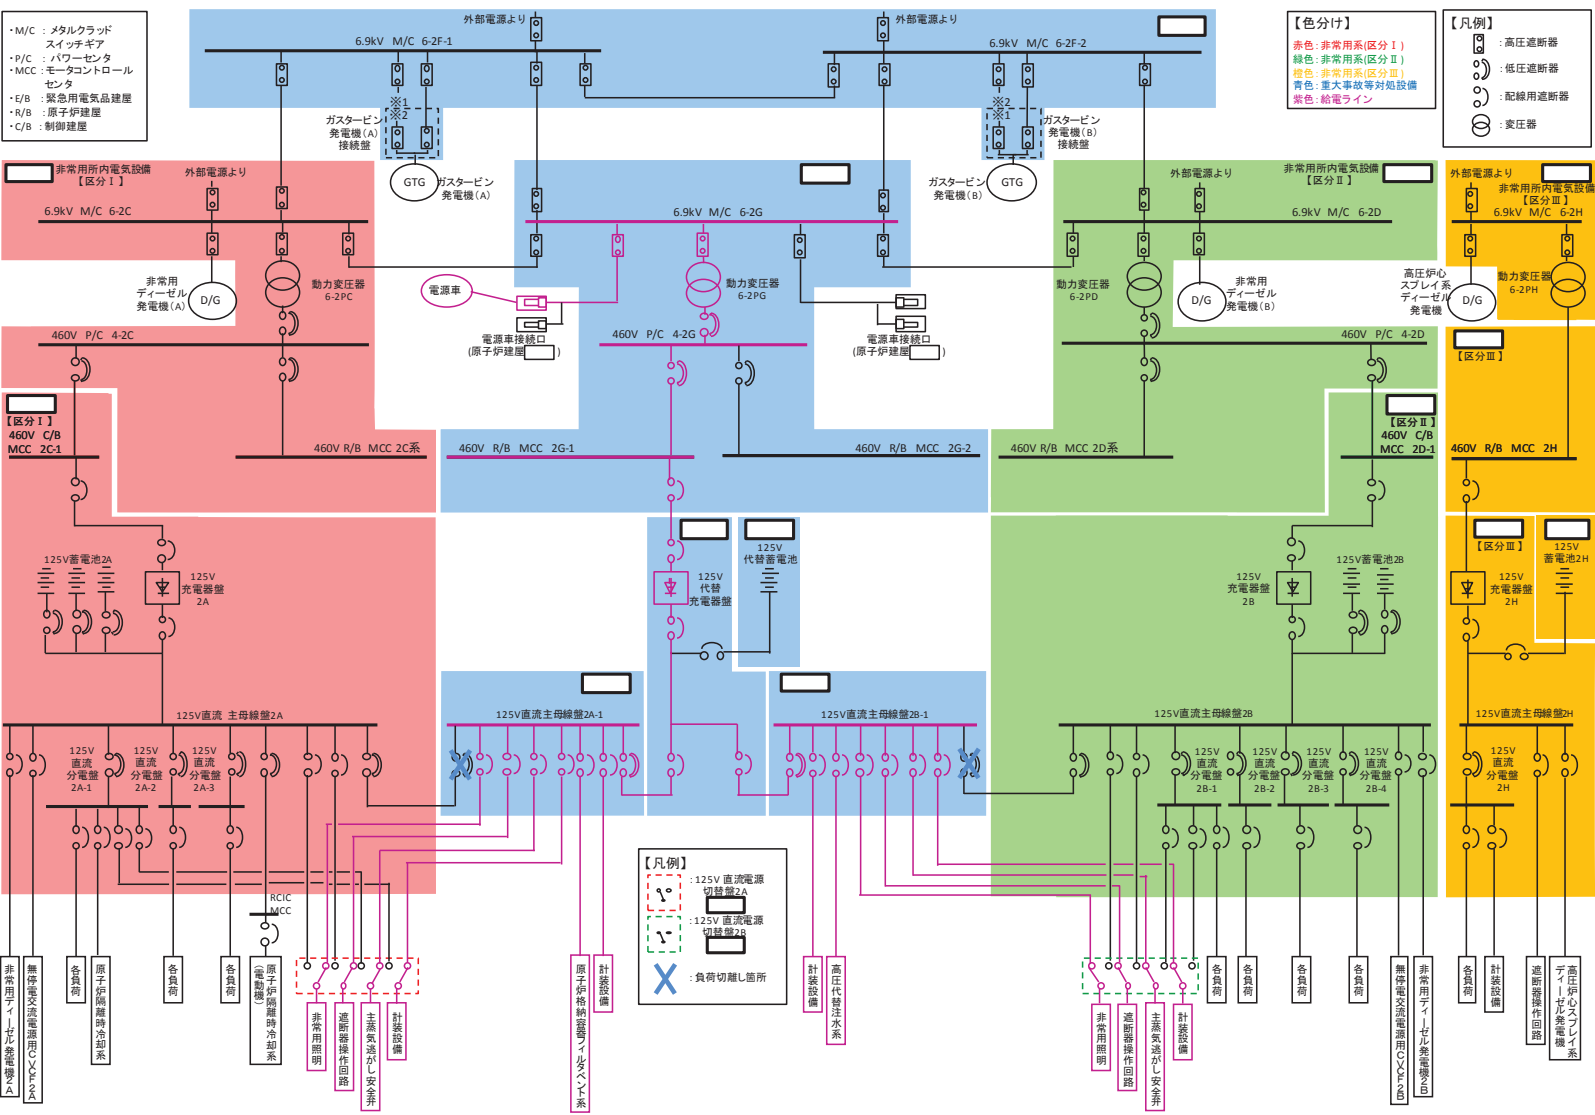 ・M/C ： メタルクラッド
スイッチギア
・P/C ： パワーセンタ
・MCC ：モータコントロール
センタ
・E/B ： 緊急用電気品建屋
・R/B ： 原子炉建屋
・C/B ： 制御建屋
外部電源より
6.9kV M/C 6-2F-1
外部電源より
6.9kV M/C 6-2F-2
【色分け】
赤色：非常用系(区分Ⅰ)
緑色：非常用系(区分Ⅱ)
橙色：非常用系(区分Ⅲ)
青色：重大事故等対処設備
紫色：給電ライン
【凡例】
：高圧遮断器
：低圧遮断器
：配線用遮断器
：変圧器
※1
※2
ガスタービン
発電機(A)
接続盤
GTG
ガスタービン
発電機(A)
※2
※1
ガスタービン
発電機(B)
接続盤
ガスタービン
発電機(B)
GTG
非常用所内電気設備
【区分Ⅰ】
外部電源より
6.9kV M/C 6-2C
6.9kV M/C 6-2G
外部電源より
非常用所内電気設備
【区分Ⅱ】
6.9kV M/C 6-2D
外部電源より
非常用所内電気設備
【区分Ⅲ】
6.9kV M/C 6-2H
非常用
ディーゼル
発電機(A)
D/G
動力変圧器
6-2PC
電源車
動力変圧器
6-2PG
動力変圧器
6-2PD
D/G
非常用
ディーゼル
発電機(B)
高圧炉心
スプレイ系
ディーゼル
発電機
D/G
動力変圧器
6-2PH
460V P/C 4-2C
電源車接続口
(原子炉建屋 )
460V P/C 4-2G
電源車接続口
(原子炉建屋 )
460V P/C 4-2D
【区分Ⅲ】
【区分Ⅰ】
460V C/B
MCC 2C-1
460V R/B MCC 2C系
460V R/B MCC 2G-1
460V R/B MCC 2G-2
460V R/B MCC 2D系
【区分Ⅱ】
460V C/B
MCC 2D-1
460V R/B MCC 2H
125V蓄電池2A
125V
充電器盤
2A
125V
代替
充電器盤
125V
代替蓄電池
125V
充電器盤
2B
125V蓄電池2B
【区分Ⅲ】
125V
充電器盤
2H
125V
蓄電池2H
125V直流 主母線盤2A
125V直流主母線盤2A-1
125V直流主母線盤2B-1
125V直流主母線盤2B
125V直流主母線盤2H
125V
直流
分電盤
2A-1
125V
直流
分電盤
2A-2
125V
直流
分電盤
2A-3
125V
直流
分電盤
2B-1
125V
直流
分電盤
2B-2
125V
直流
分電盤
2B-3
125V
直流
分電盤
2B-4
125V
直流
分電盤
2H
RCIC
MCC
【凡例】
：125V 直流電源
切替盤2A
：125V 直流電源
切替盤2B
：負荷切離し箇所
非常用ディーゼル発電機2A
無停電交流電源用CVCF2A
各負荷
原子炉隔離時冷却系
各負荷
各負荷
原子炉隔離時冷却系
(電動機)
非常用照明
遮断器操作回路
主蒸気逃がし安全弁
計装設備
原子炉格納容器フィルタベント系
計装設備
計装設備
高圧代替注水系
非常用照明
遮断器操作回路
主蒸気逃がし安全弁
計装設備
各負荷
各負荷
各負荷
各負荷
無停電交流電源用CVCF2B
非常用ディーゼル発電機2B
各負荷
計装設備
遮断器操作回路
高圧炉心スプレイ系
ディーゼル発電機